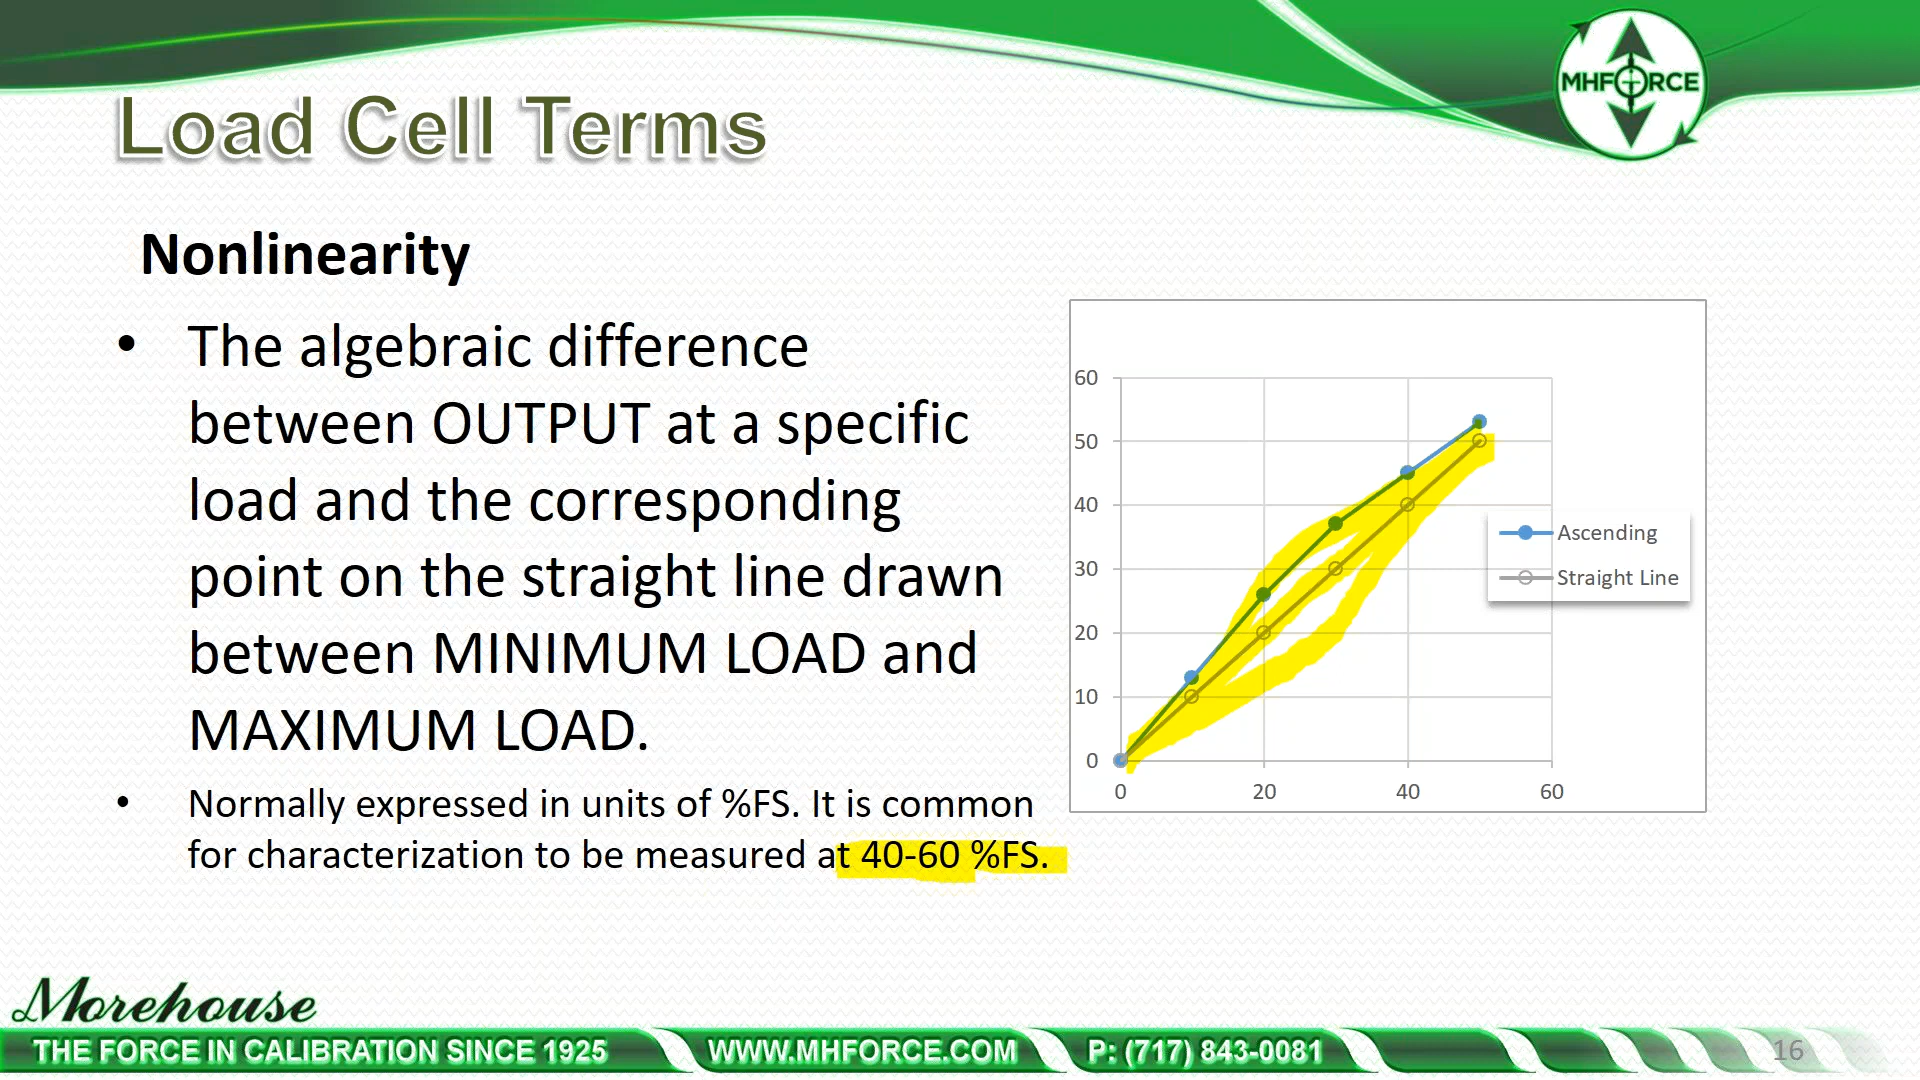 MHFORCE
Load Cell Terms
Nonlinearity
• The algebraic difference
between OUTPUT at a specific
load and the corresponding
point on the straight line drawn
between MINIMUM LOAD and
MAXIMUM LOAD.
• Normally expressed in units of %FS. It is common
for characterization to be measured at 40-60 %FS.
60
50
40
30
20
10
0
0 20 40 60
Ascending
Straight Line
Morehouse
THE FORCE IN CALIBRATION SINCE 1925 WWW.MHFORCE.COM P: (717) 843-0081 16